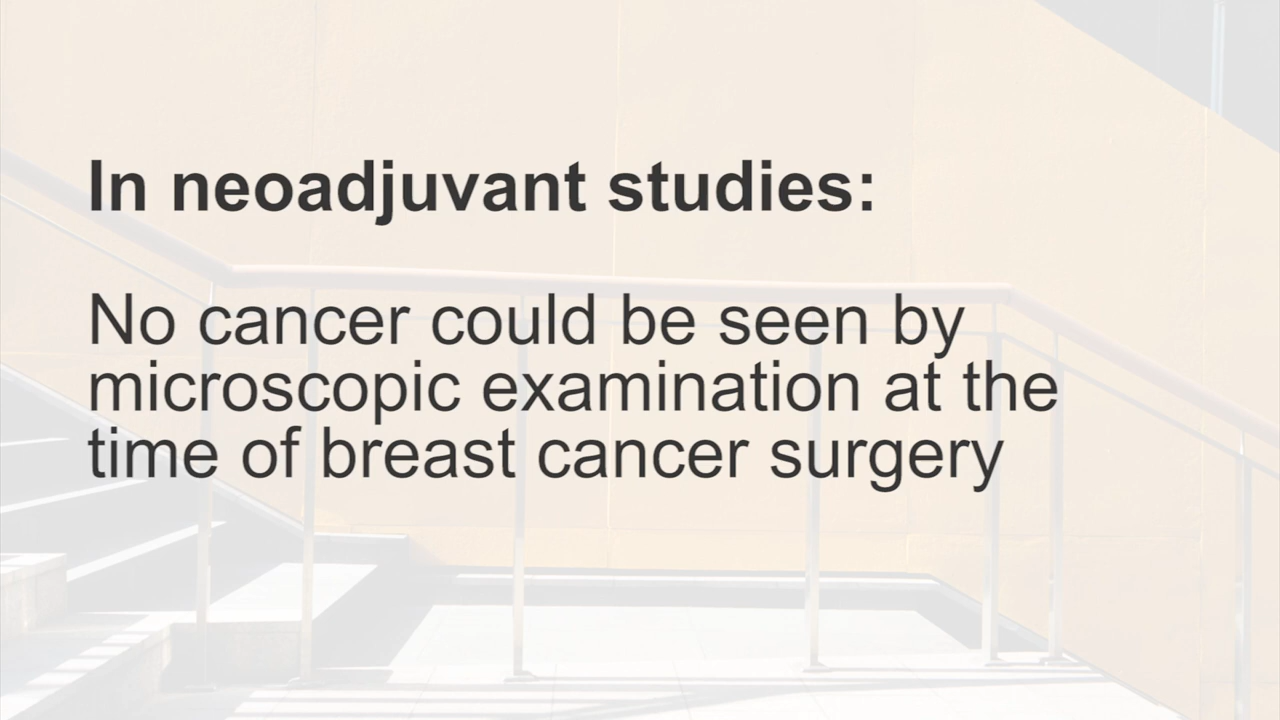 In neoadjuvant studies:
No cancer could be seen by
microscopic examination at the
time of breast cancer surgery